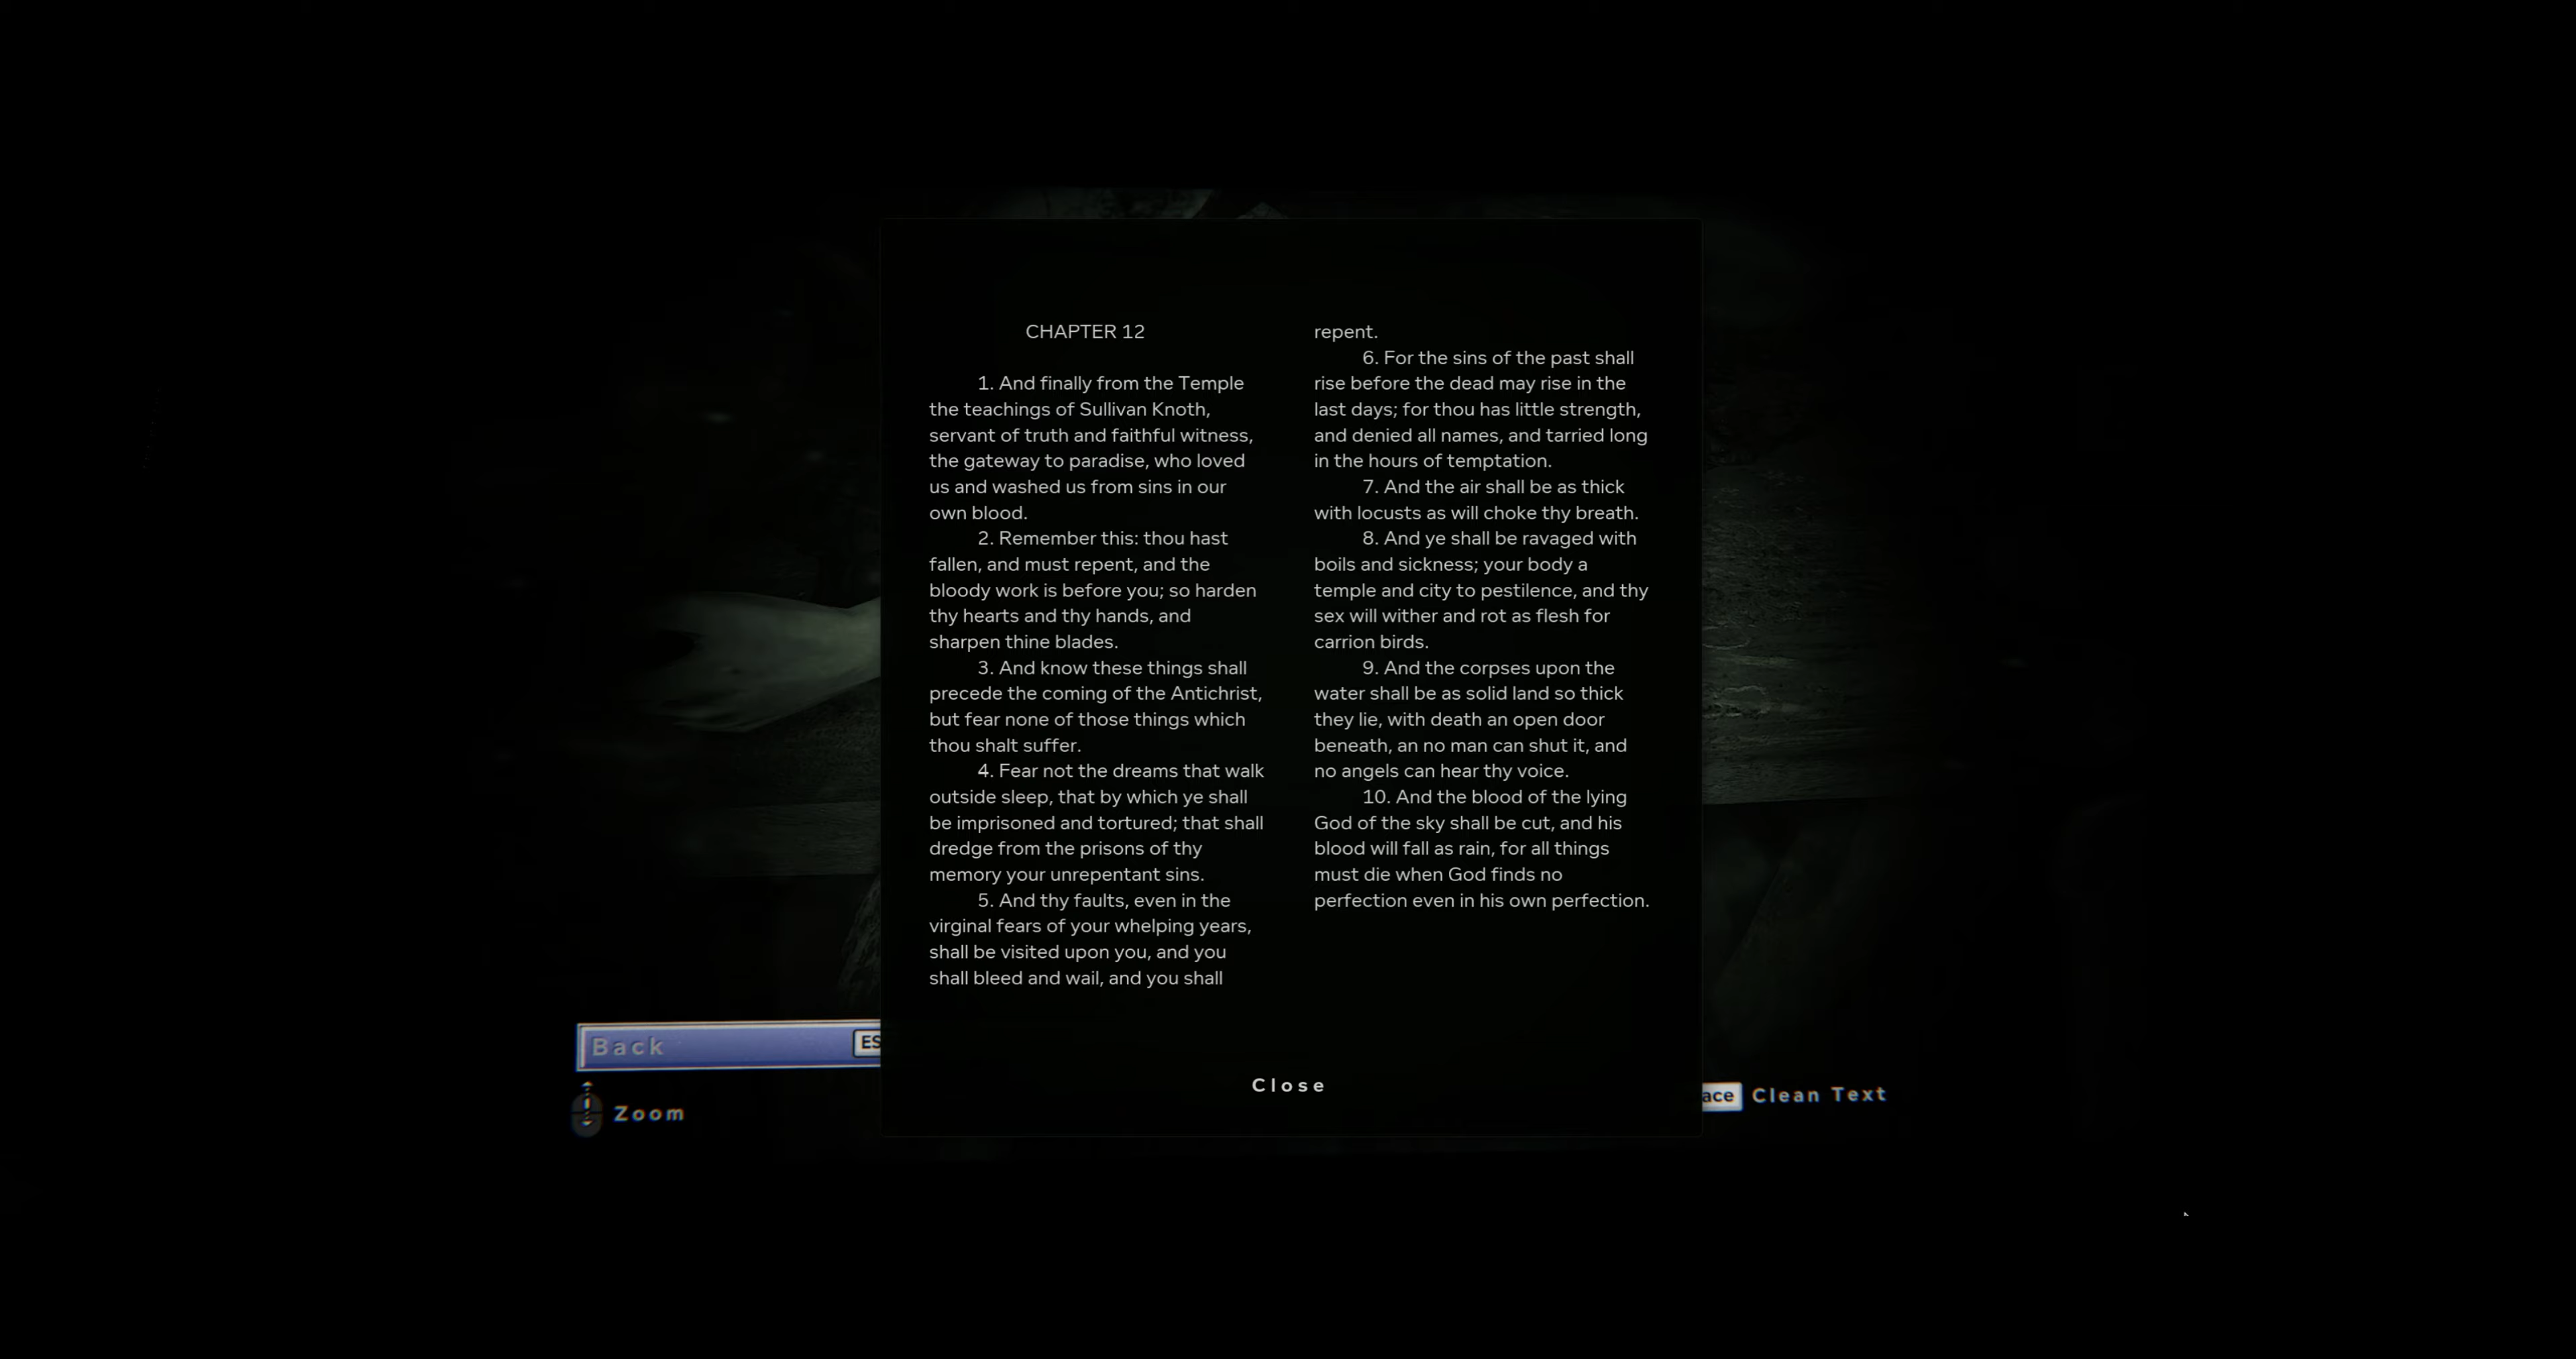 CHAPTER 12
1. And finally from the Temple
the teachings of Sullivan Knoth,
servant of truth and faithful witness,
the gateway to paradise, who loved
us and washed us from sins in our
own blood.
2. Remember this: thou hast
fallen, and must repent, and the
bloody work is before you; so harden
thy hearts and thy hands, and
sharpen thine blades.
3. And know these things shall
precede the coming of the Antichrist,
but fear none of those things which
thou shalt suffer.
4. Fear not the dreams that walk
outside sleep, that by which ye shall
be imprisoned and tortured; that shall
dredge from the prisons of thy
memory your unrepentant sins.
5. And thy faults, even in the
virginal fears of your whelping years,
shall be visited upon you, and you
shall bleed and wail, and you shall
repent.
6. For the sins of the past shall
rise before the dead may rise in the
last days; for thou has little strength,
and denied all names, and tarried long
in the hours of temptation.
7. And the air shall be as thick
with locusts as will choke thy breath.
8. And ye shall be ravaged with
boils and sickness; your body a
temple and city to pestilence, and thy
sex will wither and rot as flesh for
carrion birds.
9. And the corpses upon the
water shall be as solid land so thick
they lie, with death an open door
beneath, an no man can shut it, and
no angels can hear thy voice.
10. And the blood of the lying
God of the sky shall be cut, and his
blood will fall as rain, for all things
must die when God finds no
perfection even in his own perfection.
Back ES
Zoom
Close
ace Clean Text